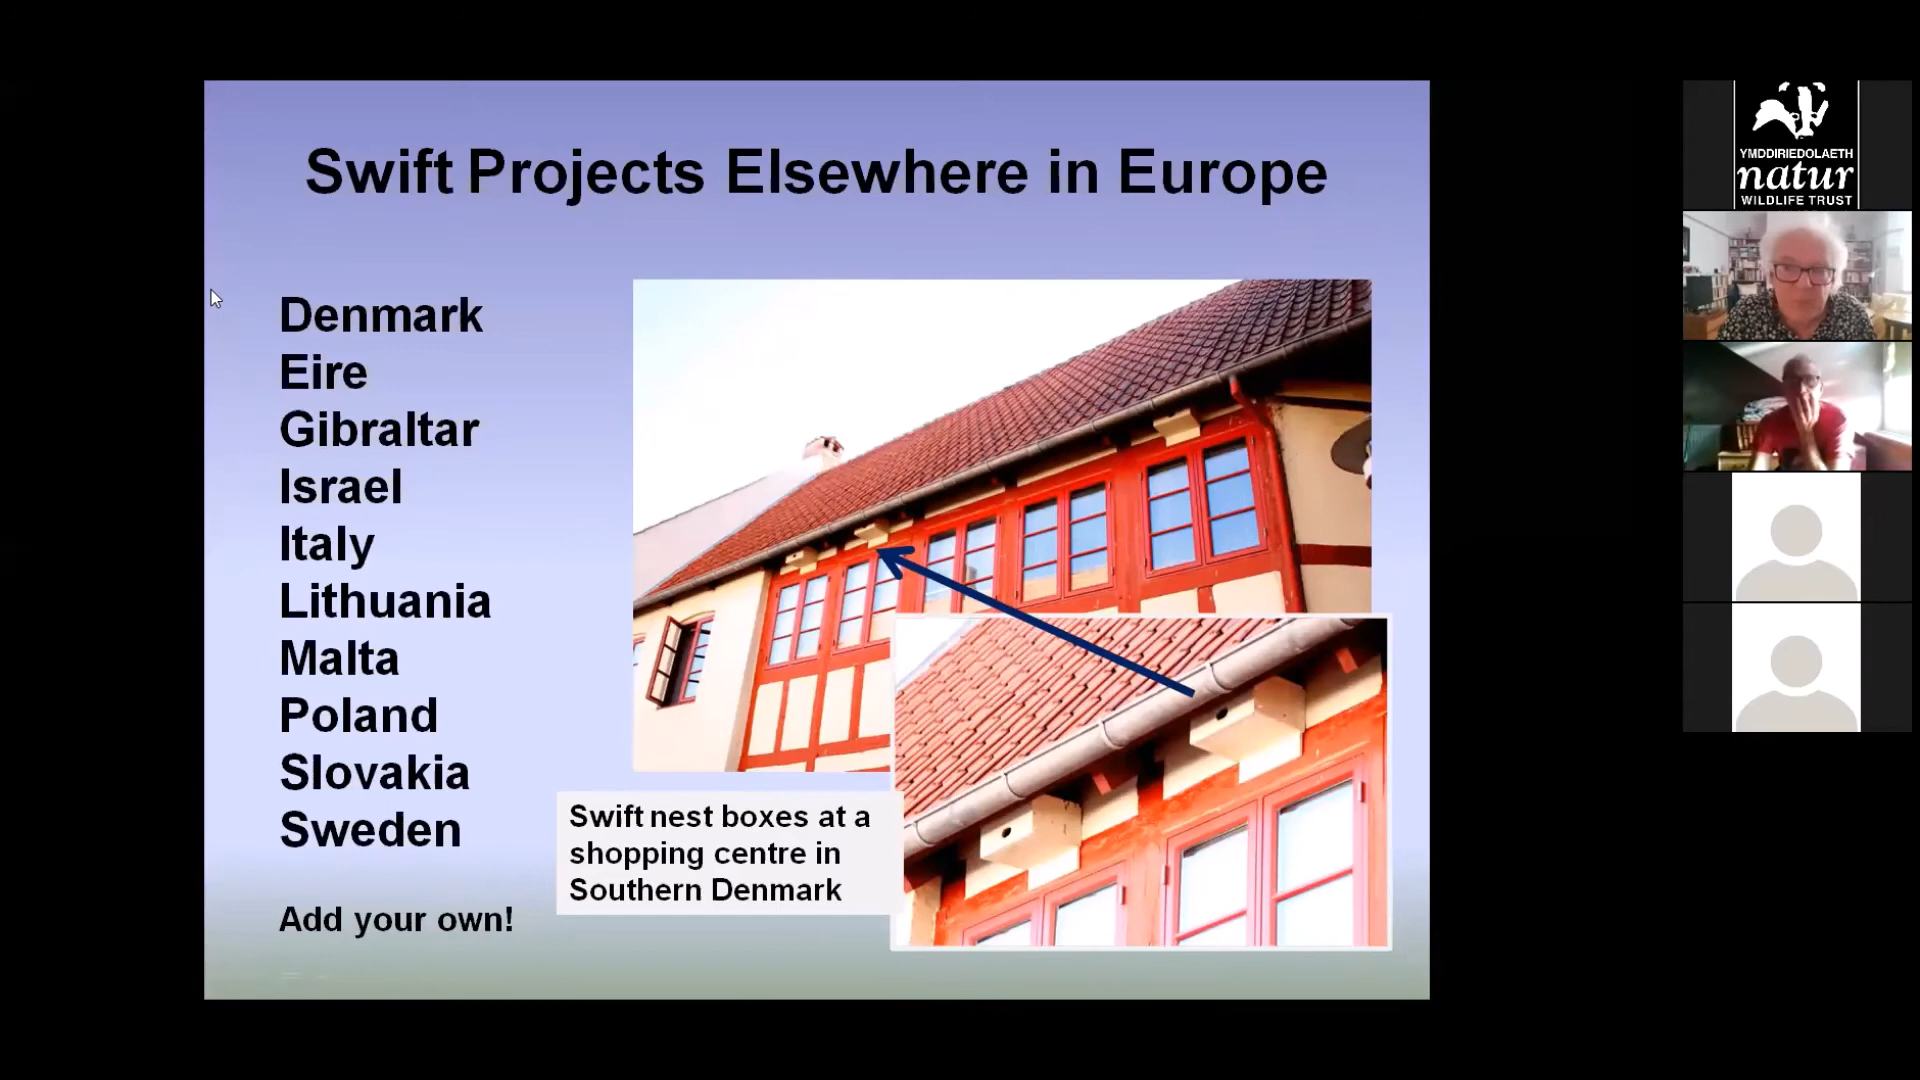 Swift Projects Elsewhere in Europe
Denmark
Eire
Gibraltar
Israel
Italy
Lithuania
Malta
Poland
Slovakia
Sweden
Add your own!
Swift nest boxes at a
shopping centre in
Southern Denmark
YMDDIRIEDOLAETH
natur
WILDLIFE TRUST